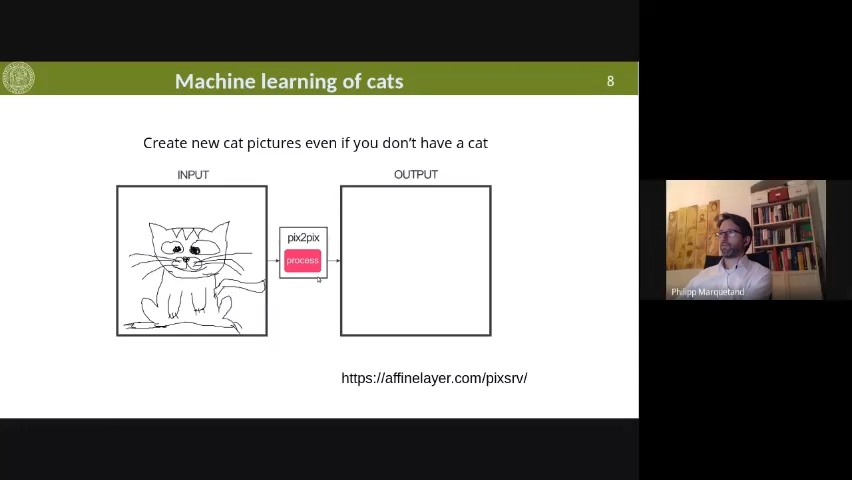 Machine learning of cats
8
Create new cat pictures even if you don't have a cat
INPUT
OUTPUT
pix2pix
process
https://affinelayer.com/pixsrv/
Philipp Marquetand